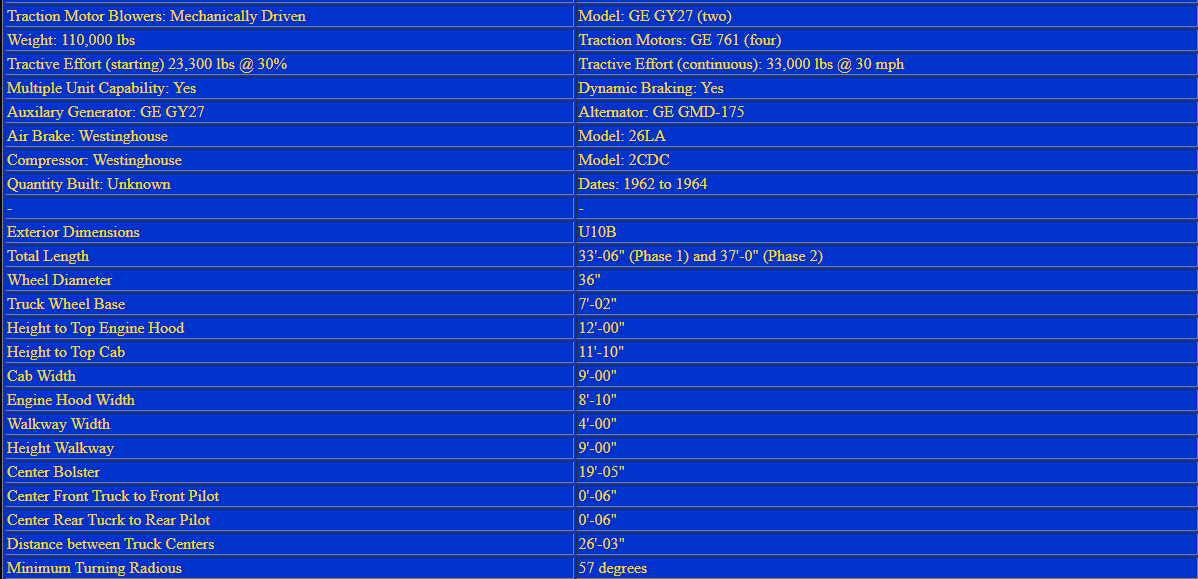 Traction Motor Blowers: Mechanically Driven Model: GE GY27 (two)
Weight: 110,000 lbs Traction Motors: GE 761 (four)
Tractive Effort (starting) 23,300 lbs @ 30% Tractive Effort (continuous): 33,000 lbs @ 30 mph
Multiple Unit Capability: Yes Dynamic Braking: Yes
Auxilary Generator: GE GY27 Alternator: GE GMD-175
Air Brake: Westinghouse Model: 26LA
Compressor: Westinghouse Model: 2CDC
Quantity Built: Unknown Dates: 1962 to 1964
- -
Exterior Dimensions U10B
Total Length 33'-06" (Phase 1) and 37'-0" (Phase 2)
Wheel Diameter 36"
Truck Wheel Base 7'-02"
Height to Top Engine Hood 12'-00"
Height to Top Cab 11'-10"
Cab Width 9'-00"
Engine Hood Width 8'-10"
Walkway Width 4'-00"
Height Walkway 9'-00"
Center Bolster 19'-05"
Center Front Truck to Front Pilot 0'-06"
Center Rear Tucrk to Rear Pilot 0'-06"
Distance between Truck Centers 26'-03"
Minimum Turning Radious 57 degrees